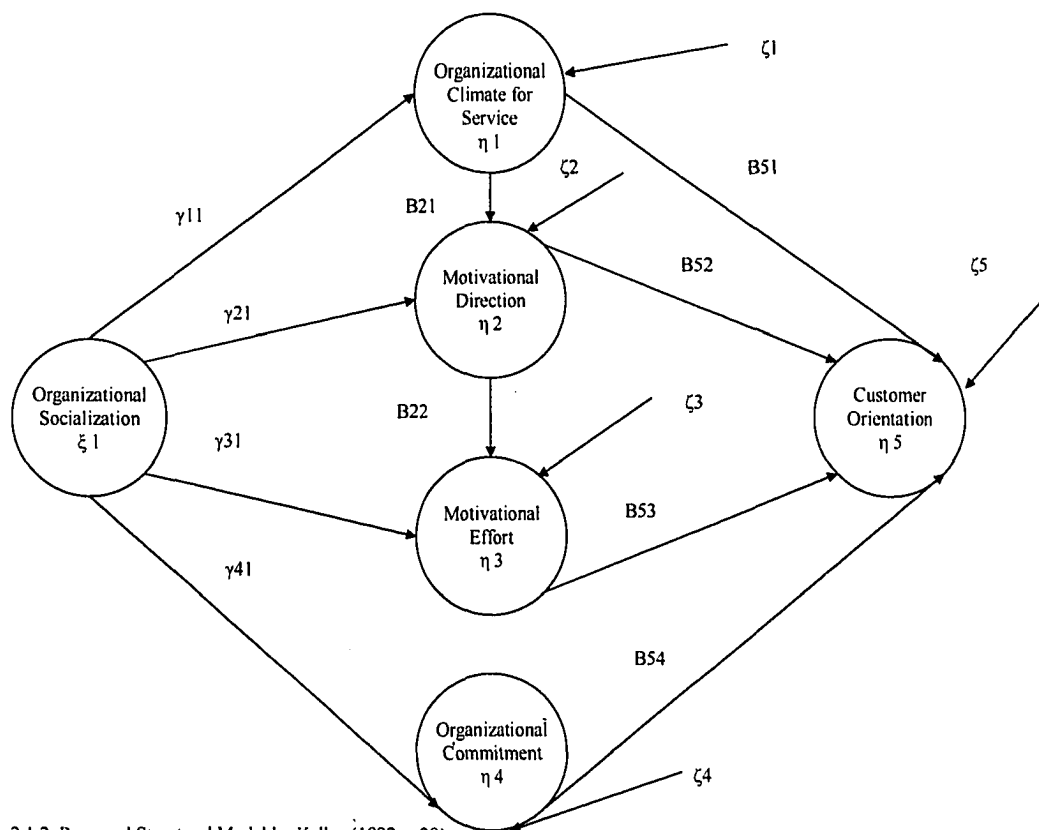 Organizational
Climate for
Service
η 1
ζ1
ζ2
B51
B21
γ11
Motivational
Direction
η 2
B52
ζ5
γ21
Organizational
Socialization
ξ 1
B22
ζ3
Customer
Orientation
η 5
γ31
Motivational
Effort
η 3
B53
γ41
B54
Organizational
Commitment
η 4
ζ4